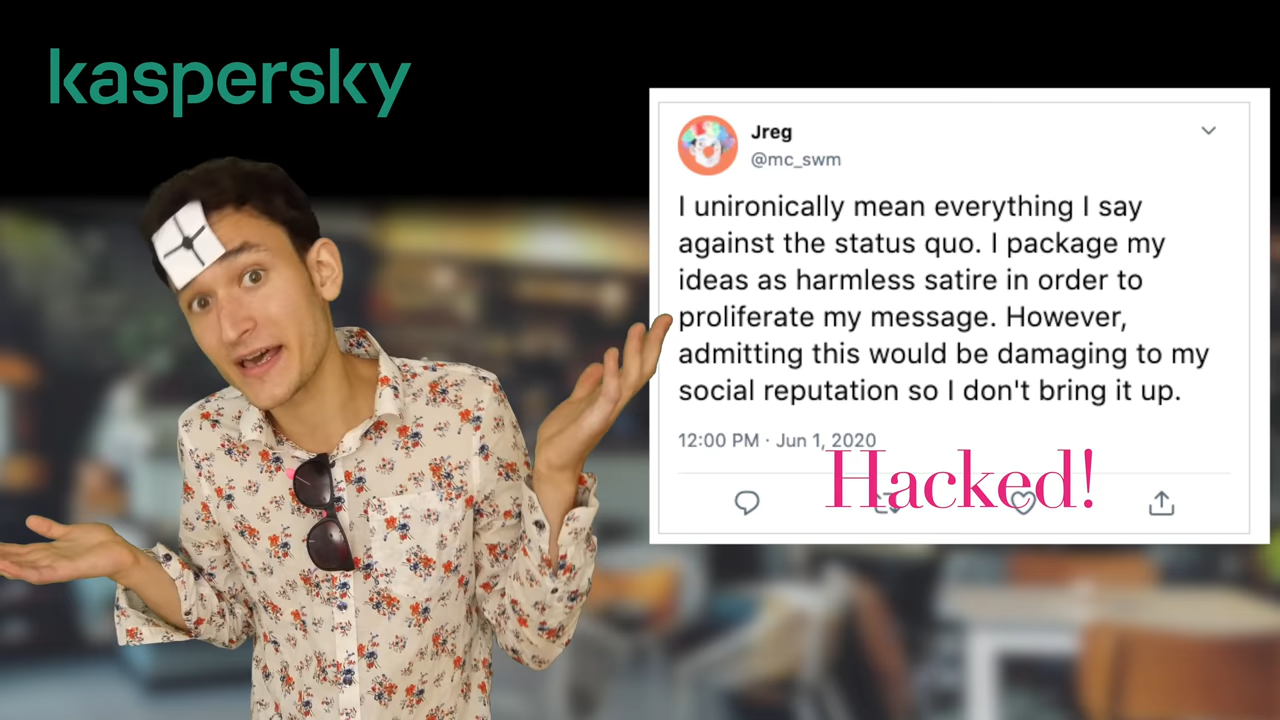 kaspersky
Jreg
@mc_swm
I unironically mean everything I say
against the status quo. I package my
ideas as harmless satire in order to
proliferate my message. However,
admitting this would be damaging to my
social reputation so I don't bring it up.
12:00 PM · Jun 1, 2020
Hacked!